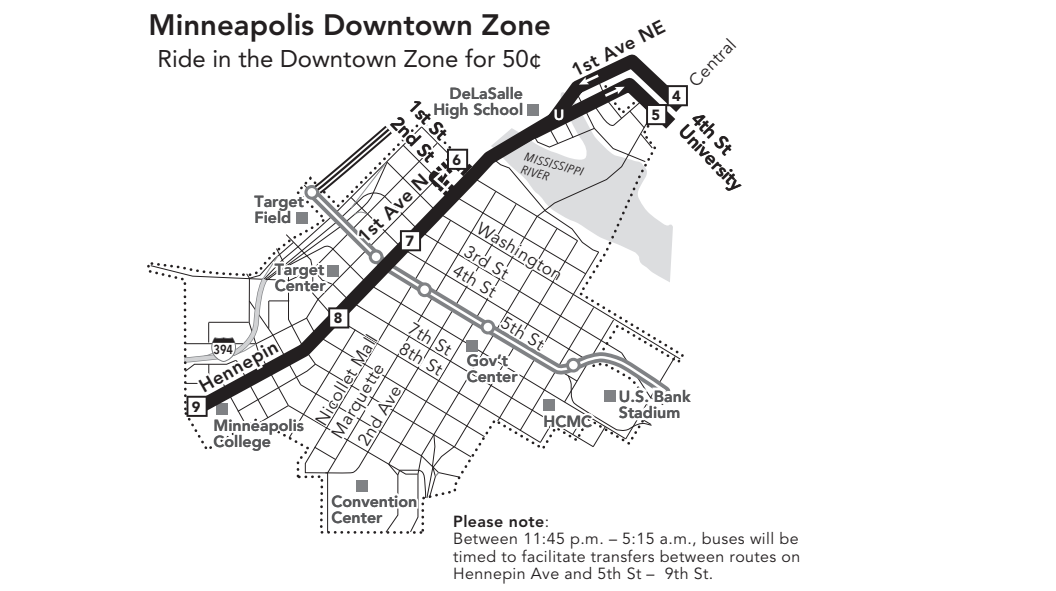 Minneapolis Downtown Zone
Ride in the Downtown Zone for 50¢
1st Ave NE
Central
4
5
4th St
University
U
DeLaSalle
High School
1st St
2nd St
6
MISSISSIPPI
RIVER
1st Ave N
Target
Field
7
Washington
3rd St
4th St
Target
Center
8
5th St
7th St
8th St
394
Hennepin
Gov't
Center
Nicollet Mall
Marquette
2nd Ave
U.S. Bank
Stadium
HCMC
9
Minneapolis
College
Convention
Center
Please note:
Between 11:45 p.m. – 5:15 a.m., buses will be
timed to facilitate transfers between routes on
Hennepin Ave and 5th St – 9th St.